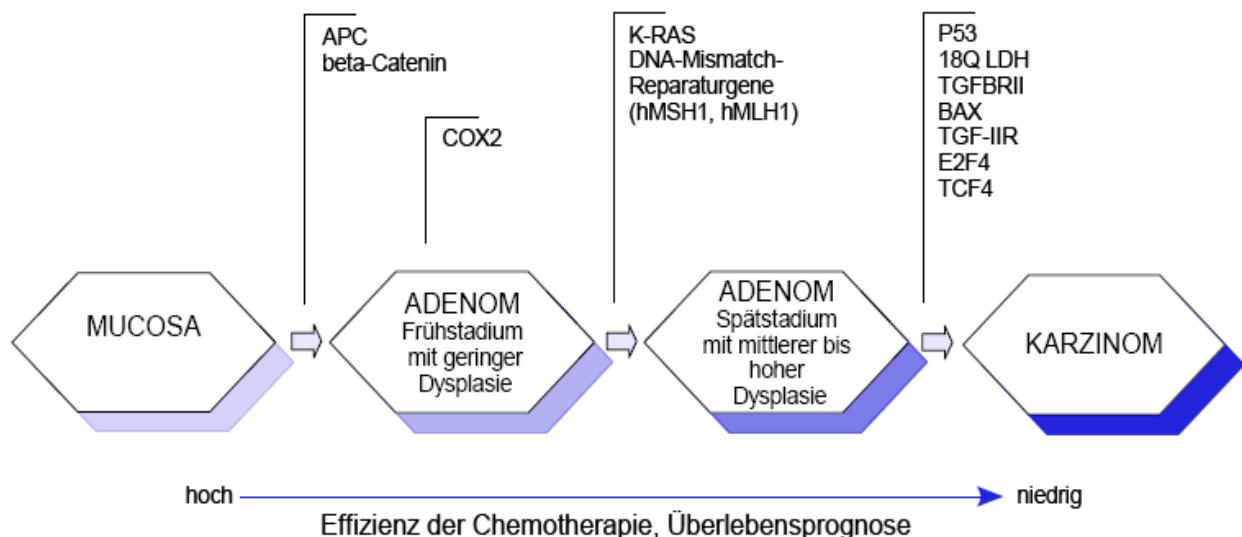 APC
beta-Catenin
COX2
K-RAS
DNA-Mismatch-
Reparaturgene
(hMSH1, hMLH1)
P53
18Q LDH
TGFBRII
BAX
TGF-IIR
E2F4
TCF4
MUCOSA
ADENOM
Frühstadium
mit geringer
Dysplasie
ADENOM
Spätstadium
mit mittlerer bis
hoher
Dysplasie
KARZINOM
hoch
niedrig
Effizienz der Chemotherapie, Überlebensprognose